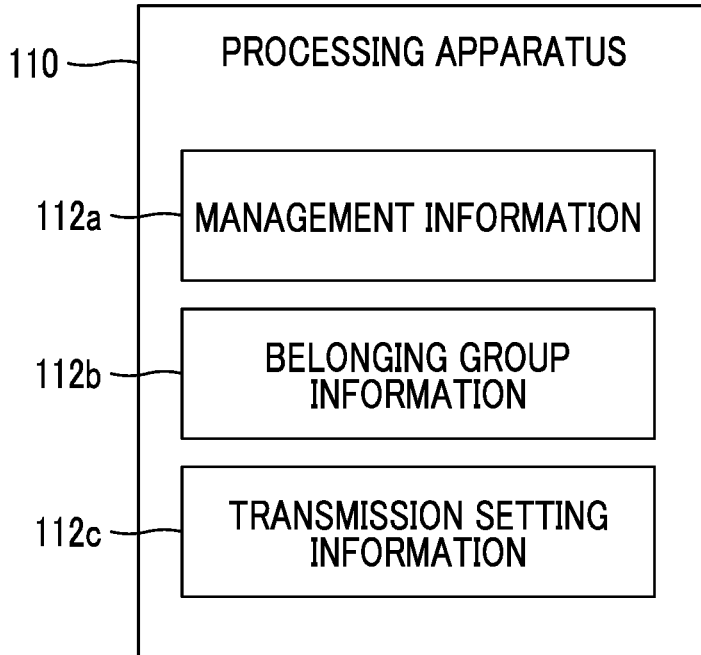 110
PROCESSING APPARATUS
112a
MANAGEMENT INFORMATION
112b
BELONGING GROUP
INFORMATION
112c
TRANSMISSION SETTING
INFORMATION